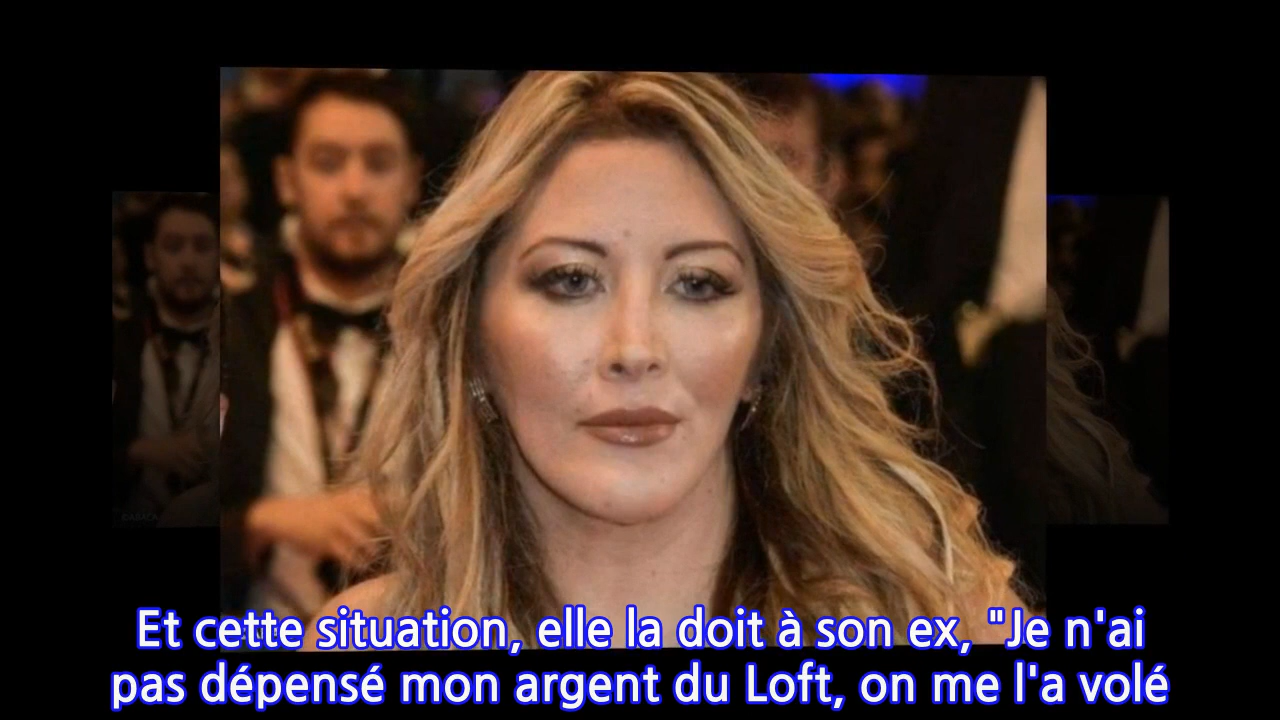 Et cette situation, elle la doit à son ex, "Je n'ai
pas dépensé mon argent du Loft, on me l'a volé